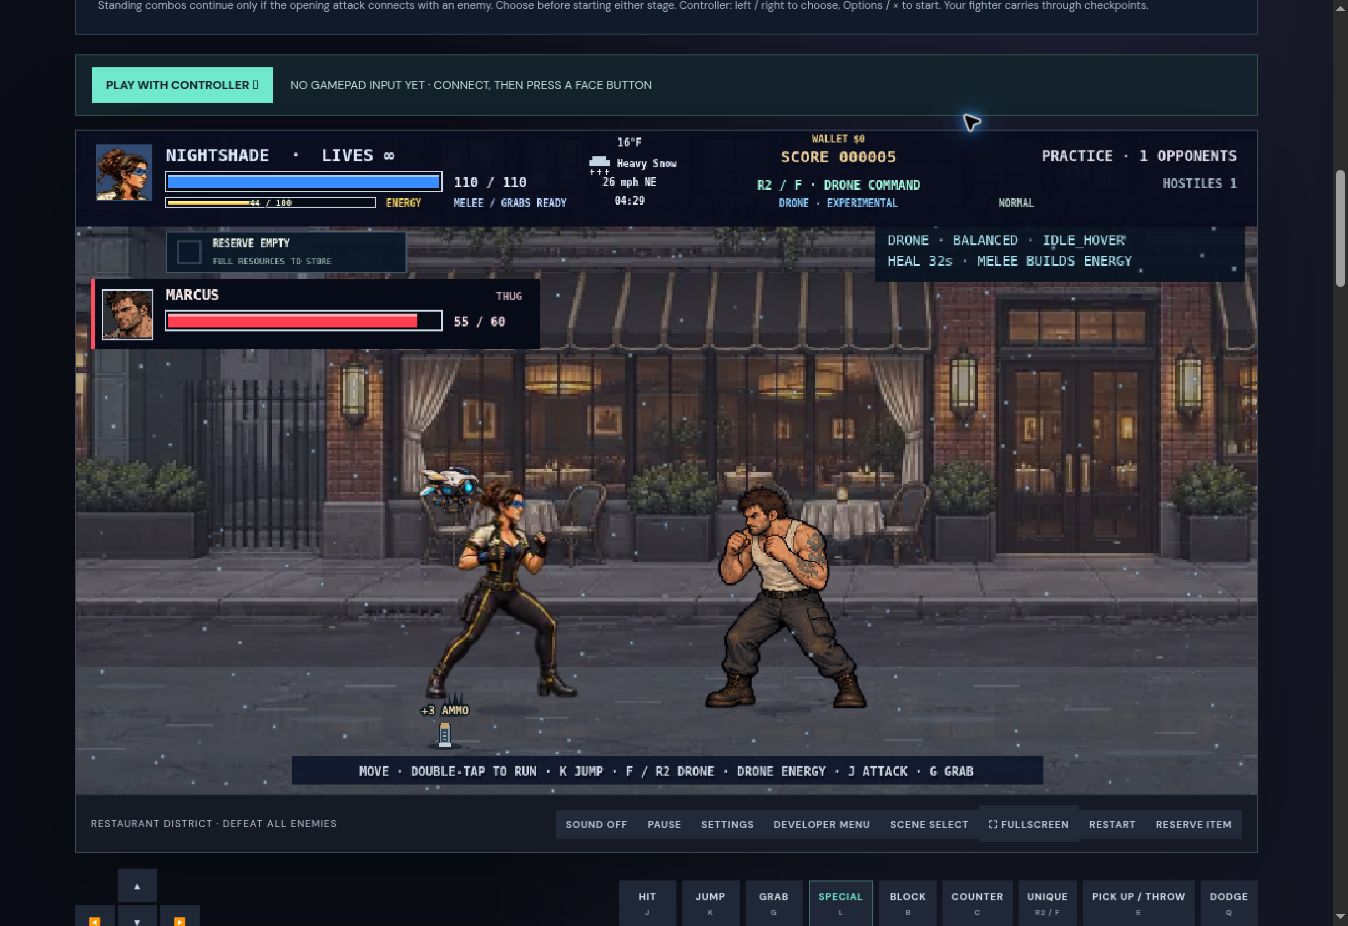 Standing combos continue only if the opening attack connects with an enemy. Choose before starting either stage. Controller: left / right to choose, Options / × to start. Your fighter carries through checkpoints.
PLAY WITH CONTROLLER
NO GAMEPAD INPUT YET · CONNECT, THEN PRESS A FACE BUTTON
NIGHTSHADE · LIVES ∞
110 / 110
44 / 100
ENERGY
MELEE / GRABS READY
16°F
Heavy Snow
26 mph NE
04:29
WALLET $0
SCORE 000005
R2 / F · DRONE COMMAND
DRONE · EXPERIMENTAL
NORMAL
PRACTICE · 1 OPPONENTS
HOSTILES 1
RESERVE EMPTY
FULL RESOURCES TO STORE
DRONE · BALANCED · IDLE_HOVER
HEAL 32s · MELEE BUILDS ENERGY
MARCUS
THUG
55 / 60
+3 AMMO
MOVE · DOUBLE-TAP TO RUN · K JUMP · F / R2 DRONE · DRONE ENERGY · J ATTACK · G GRAB
RESTAURANT DISTRICT · DEFEAT ALL ENEMIES
SOUND OFF
PAUSE
SETTINGS
DEVELOPER MENU
SCENE SELECT
FULLSCREEN
RESTART
RESERVE ITEM
HIT
J
JUMP
K
GRAB
G
SPECIAL
L
BLOCK
B
COUNTER
C
UNIQUE
R2 / F
PICK UP / THROW
E
DODGE
Q